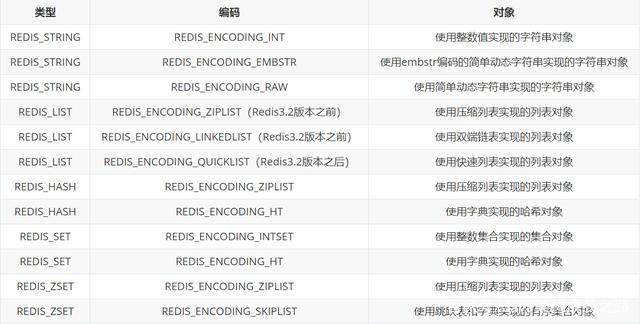 类型 编码 对象
REDIS_STRING REDIS_ENCODING_INT 使用整数值实现的字符串对象
REDIS_STRING REDIS_ENCODING_EMBSTR 使用embstr编码的简单动态字符串实现的字符串对象
REDIS_STRING REDIS_ENCODING_RAW 使用简单动态字符串实现的字符串对象
REDIS_LIST REDIS_ENCODING_ZIPLIST（Redis3.2版本之前） 使用压缩列表实现的列表对象
REDIS_LIST REDIS_ENCODING_LINKEDLIST（Redis3.2版本之前） 使用双端链表实现的列表对象
REDIS_LIST REDIS_ENCODING_QUICKLIST（Redis3.2版本之后） 使用快速列表实现的列表对象
REDIS_HASH REDIS_ENCODING_ZIPLIST 使用压缩列表实现的列表对象
REDIS_HASH REDIS_ENCODING_HT 使用字典实现的哈希对象
REDIS_SET REDIS_ENCODING_INTSET 使用整数集合实现的集合对象
REDIS_SET REDIS_ENCODING_HT 使用字典实现的哈希对象
REDIS_ZSET REDIS_ENCODING_ZIPLIST 使用压缩列表实现的列表对象
REDIS_ZSET REDIS_ENCODING_SKIPLIST 使用跳跃表和字典实现的有序集合对象